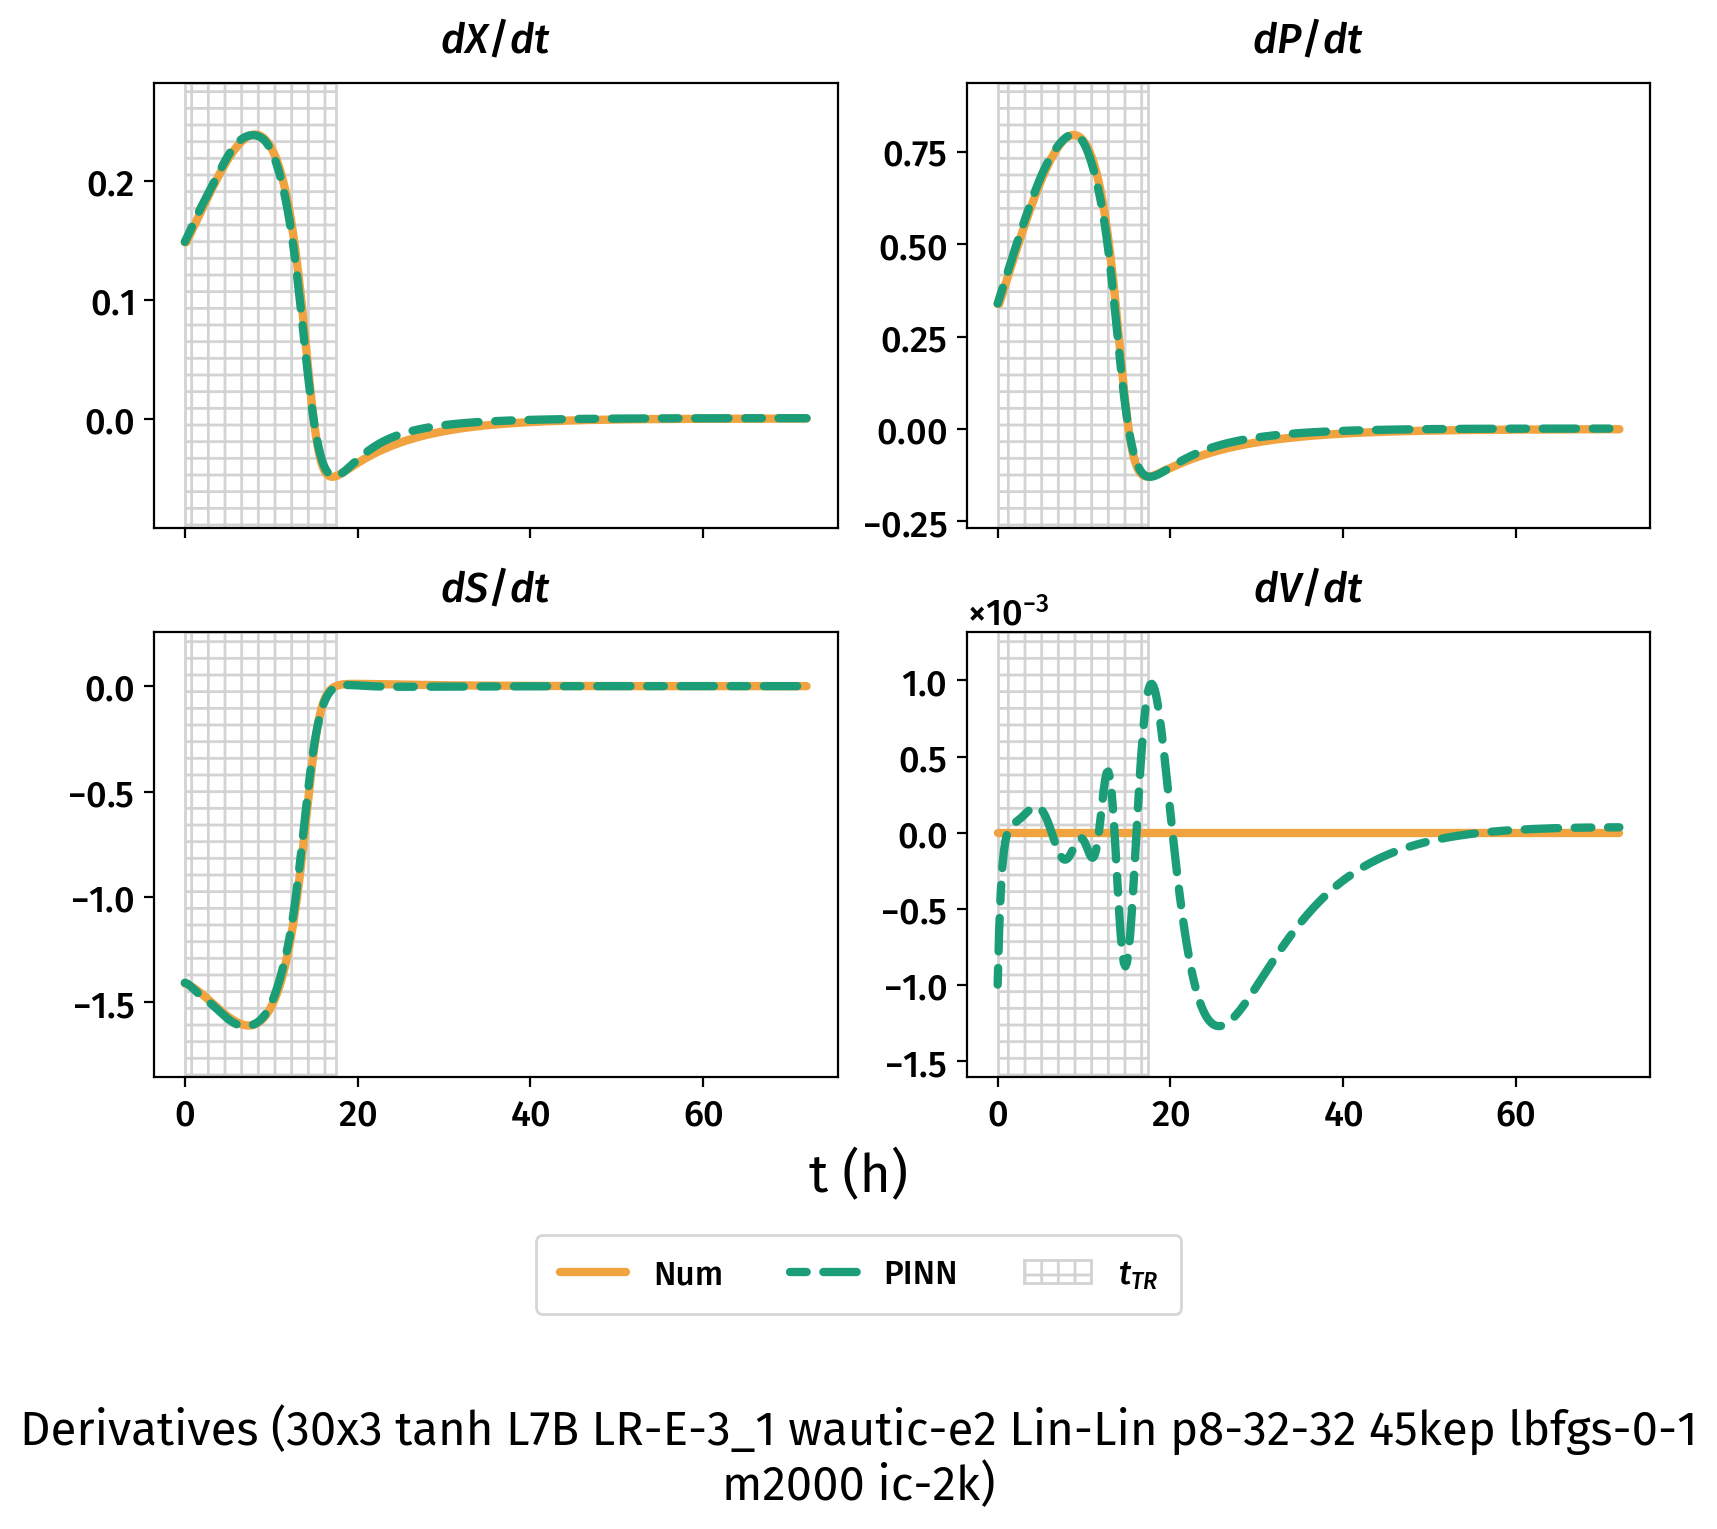 dX/dt
dP/dt
0.2
0.1
0.0
0.75
0.50
0.25
0.00
−0.25
dS/dt
dV/dt
×10⁻³
0.0
−0.5
−1.0
−1.5
1.0
0.5
0.0
−0.5
−1.0
−1.5
0 20 40 60
0 20 40 60
t (h)
Num PINN t_TR
Derivatives (30x3 tanh L7B LR-E-3_1 wautic-e2 Lin-Lin p8-32-32 45kep lbfgs-0-1
m2000 ic-2k)